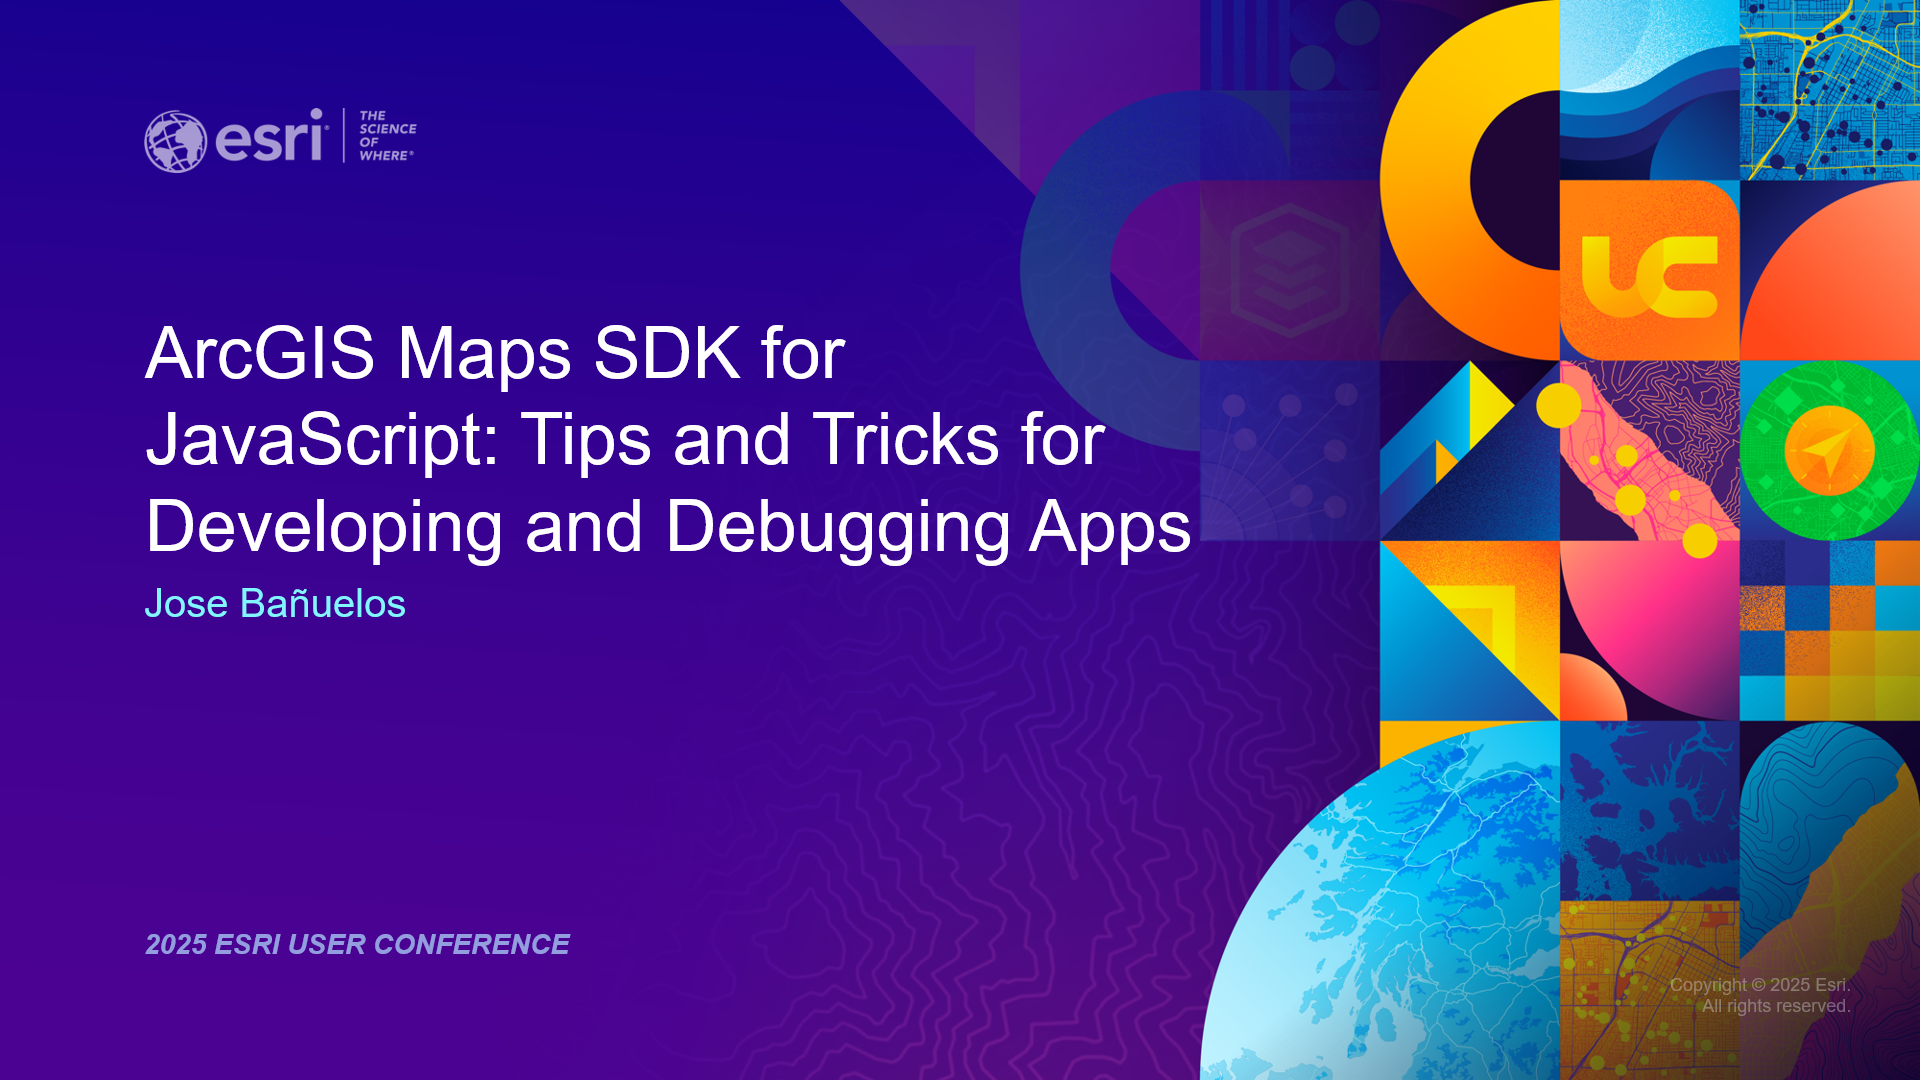 esri
THE
SCIENCE
OF
WHERE®
UC
ArcGIS Maps SDK for
JavaScript: Tips and Tricks for
Developing and Debugging Apps
Jose Bañuelos
2025 ESRI USER CONFERENCE
Copyright © 2025 Esri.
All rights reserved.